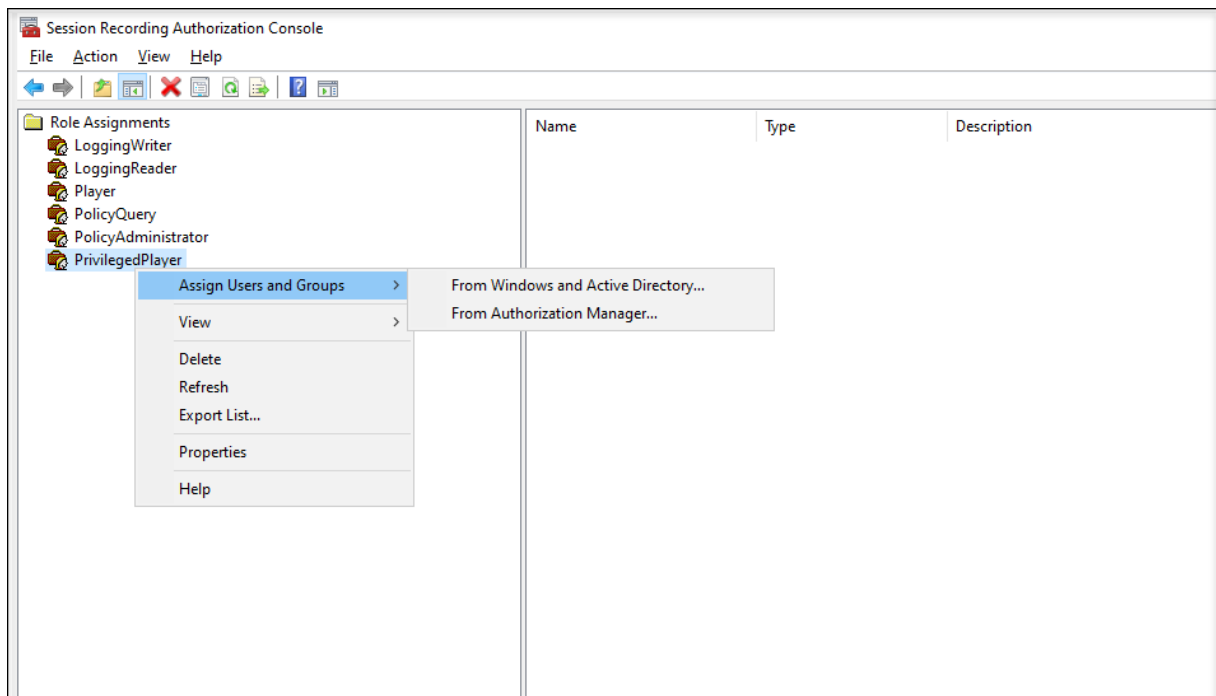 Session Recording Authorization Console
File Action View Help
Role Assignments
Name Type Description
LoggingWriter
LoggingReader
Player
PolicyQuery
PolicyAdministrator
PrivilegedPlayer
Assign Users and Groups
From Windows and Active Directory...
From Authorization Manager...
View
Delete
Refresh
Export List...
Properties
Help